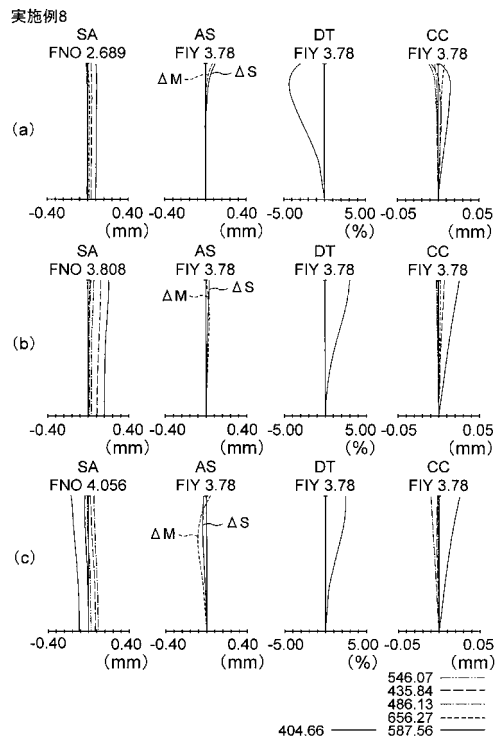 実施例8
SA AS DT CC
FNO 2.689 FIY 3.78 FIY 3.78 FIY 3.78
ΔM ΔS
(a)
-0.40 0.40 -0.40 0.40 -5.00 5.00 -0.05 0.05
(mm) (mm) (%) (mm)
SA AS DT CC
FNO 3.808 FIY 3.78 FIY 3.78 FIY 3.78
ΔM ΔS
(b)
-0.40 0.40 -0.40 0.40 -5.00 5.00 -0.05 0.05
(mm) (mm) (%) (mm)
SA AS DT CC
FNO 4.056 FIY 3.78 FIY 3.78 FIY 3.78
ΔM ΔS
(c)
-0.40 0.40 -0.40 0.40 -5.00 5.00 -0.05 0.05
(mm) (mm) (%) (mm)
546.07
435.84
486.13
656.27
404.66 587.56